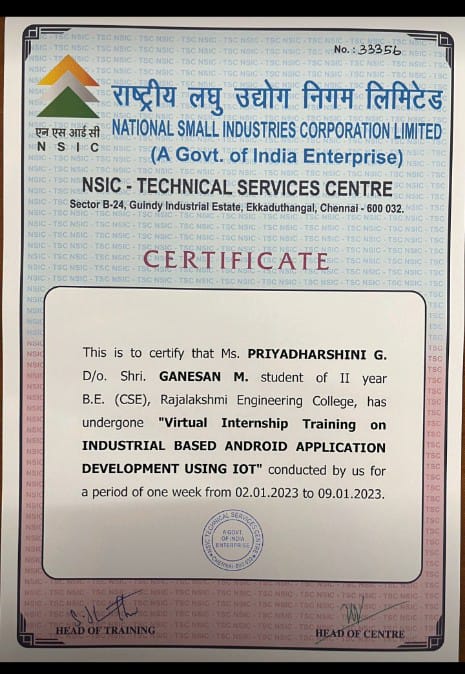 No. : 33356
राष्ट्रीय लघु उद्योग निगम लिमिटेड
एन एस आई सी
NSIC
NATIONAL SMALL INDUSTRIES CORPORATION LIMITED
(A Govt. of India Enterprise)
NSIC - TECHNICAL SERVICES CENTRE
Sector B-24, Guindy Industrial Estate, Ekkaduthangal, Chennai - 600 032.
CERTIFICATE
This is to certify that Ms. PRIYADHARSHINI G.
D/o. Shri. GANESAN M. student of II year
B.E. (CSE), Rajalakshmi Engineering College, has
undergone "Virtual Internship Training on
INDUSTRIAL BASED ANDROID APPLICATION
DEVELOPMENT USING IOT" conducted by us for
a period of one week from 02.01.2023 to 09.01.2023.
NSIC TECHNICAL SERVICES CENTRE
A GOVT.
OF INDIA
ENTERPRISE
CHENNAI-600 032
HEAD OF TRAINING
HEAD OF CENTRE